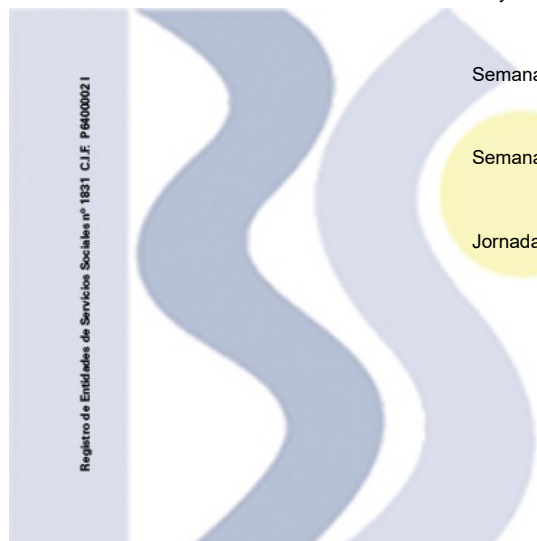 Semana
Semana
Jornada
Registro de Entidades de Servicios Sociales nº 1831 C.I.F. P6400002 I